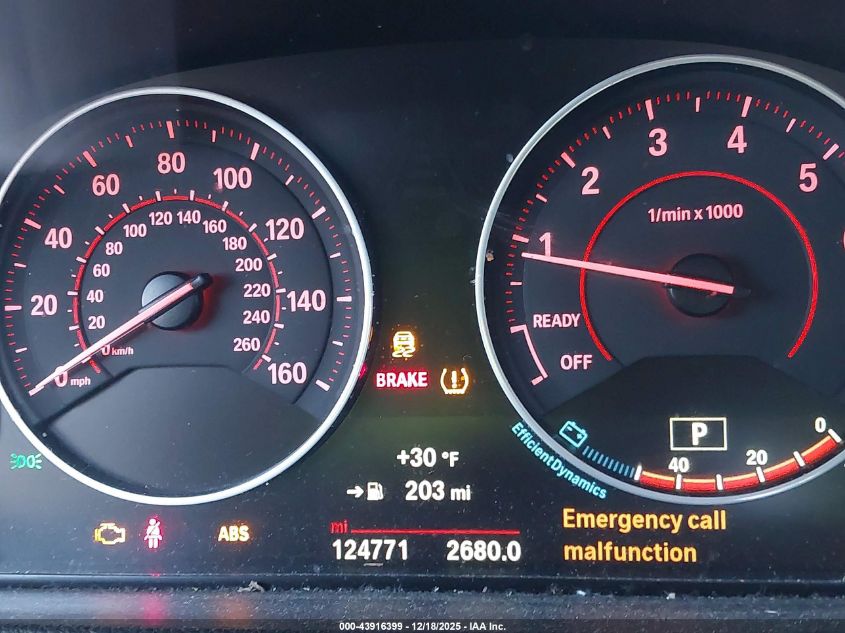 20 40 60 80 100 120 140 160
0 mph
0 km/h
20 40 60 80 100 120 140 160 180 200 220 240 260
1 2 3 4 5
1/min x 1000
READY
OFF
BRAKE
P
40 20 0
EfficientDynamics
+30 °F
203 mi
ABS
mi
124771 2680.0
Emergency call
malfunction
000-43916399 - 12/18/2025 - IAA Inc.